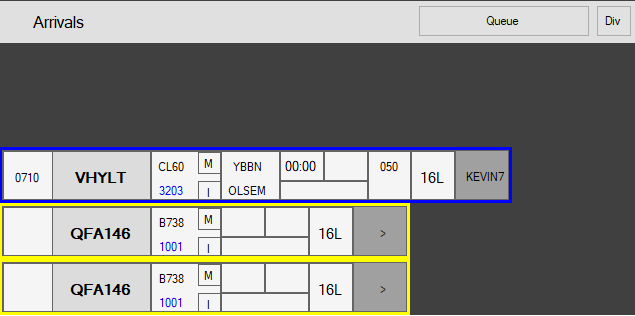 Arrivals Queue Div
0710 VHYLT CL60 M YBBN 00:00 050 16L KEVIN7
3203 I OLSEM
QFA146 B738 M 16L >
1001 I
QFA146 B738 M 16L >
1001 I